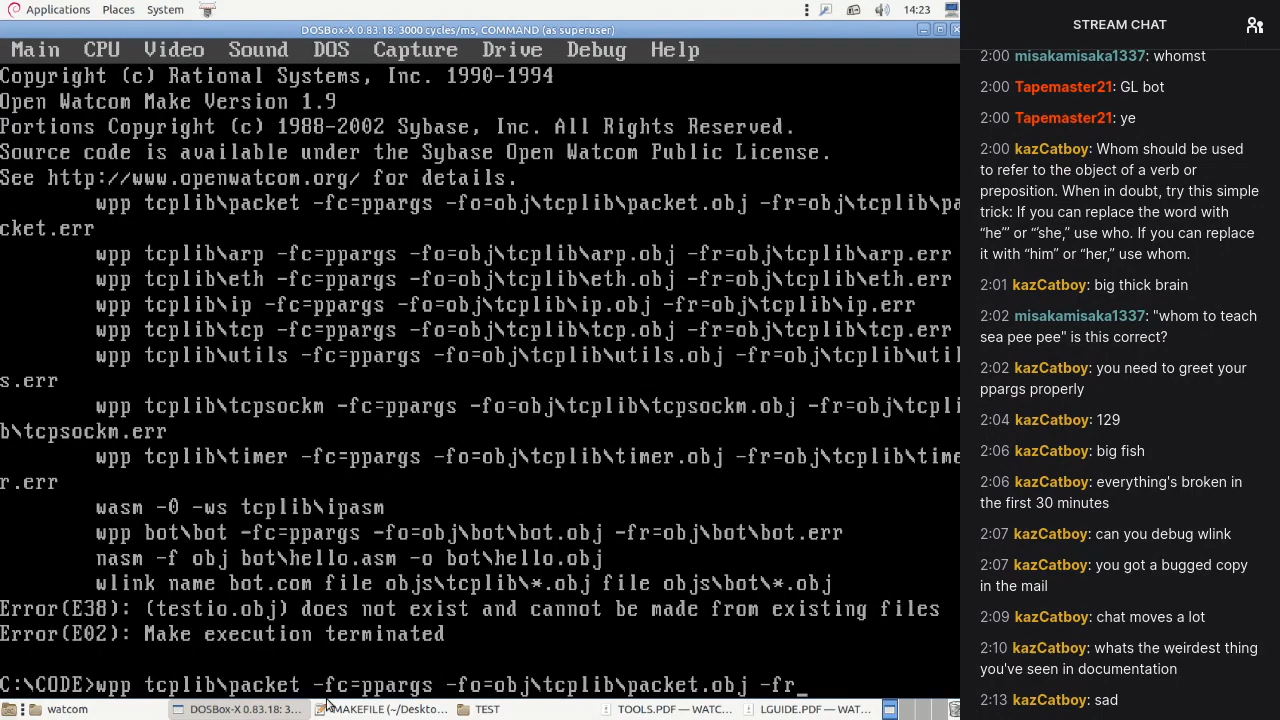 Applications Places System 14:23
DOSBox-X 0.83.18: 3000 cycles/ms, COMMAND (as superuser)
Main CPU Video Sound DOS Capture Drive Debug Help
Copyright (c) Rational Systems, Inc. 1990-1994
Open Watcom Make Version 1.9
Portions Copyright (c) 1988-2002 Sybase, Inc. All Rights Reserved.
Source code is available under the Sybase Open Watcom Public License.
See http://www.openwatcom.org/ for details.
wpp tcplib\packet -fc=ppargs -fo=obj\tcplib\packet.obj -fr=obj\tcplib\pa
cket.err
wpp tcplib\arp -fc=ppargs -fo=obj\tcplib\arp.obj -fr=obj\tcplib\arp.err
wpp tcplib\eth -fc=ppargs -fo=obj\tcplib\eth.obj -fr=obj\tcplib\eth.err
wpp tcplib\ip -fc=ppargs -fo=obj\tcplib\ip.obj -fr=obj\tcplib\ip.err
wpp tcplib\tcp -fc=ppargs -fo=obj\tcplib\tcp.obj -fr=obj\tcplib\tcp.err
wpp tcplib\utils -fc=ppargs -fo=obj\tcplib\utils.obj -fr=obj\tcplib\util
s.err
wpp tcplib\tcpsockm -fc=ppargs -fo=obj\tcplib\tcpsockm.obj -fr=obj\tcpli
b\tcpsockm.err
wpp tcplib\timer -fc=ppargs -fo=obj\tcplib\timer.obj -fr=obj\tcplib\time
r.err
wasm -0 -ws tcplib\ipasm
wpp bot\bot -fc=ppargs -fo=obj\bot\bot.obj -fr=obj\bot\bot.err
nasm -f obj bot\hello.asm -o bot\hello.obj
wlink name bot.com file objs\tcplib\*.obj file objs\bot\*.obj
Error(E38): (testio.obj) does not exist and cannot be made from existing files
Error(E02): Make execution terminated
C:\CODE>wpp tcplib\packet -fc=ppargs -fo=obj\tcplib\packet.obj -fr_
watcom DOSBox-X 0.83.18: 3... MAKEFILE (~/Deskto... TEST TOOLS.PDF — WATC... LGUIDE.PDF — WAT...
STREAM CHAT
2:00 misakamisaka1337: whomst
2:00 Tapemaster21: GL bot
2:00 Tapemaster21: ye
2:00 kazCatboy: Whom should be used
to refer to the object of a verb or
preposition. When in doubt, try this simple
trick: If you can replace the word with
“he’” or “’she,” use who. If you can replace
it with “him” or “her,” use whom.
2:01 kazCatboy: big thick brain
2:02 misakamisaka1337: "whom to teach
sea pee pee" is this correct?
2:02 kazCatboy: you need to greet your
ppargs properly
2:04 kazCatboy: 129
2:06 kazCatboy: big fish
2:06 kazCatboy: everything's broken in
the first 30 minutes
2:07 kazCatboy: can you debug wlink
2:07 kazCatboy: you got a bugged copy
in the mail
2:09 kazCatboy: chat moves a lot
2:10 kazCatboy: whats the weirdest thing
you've seen in documentation
2:13 kazCatboy: sad